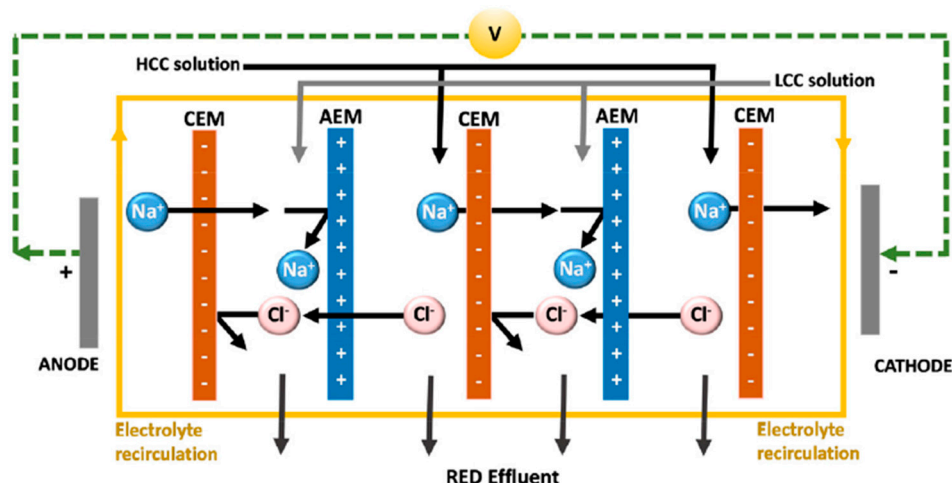 V
HCC solution
LCC solution
CEM
AEM
CEM
AEM
CEM
- - - - - - - - - - -
+ + + + + + + + + +
- - - - - - - - - - -
+ + + + + + + + + +
- - - - - - - - - - -
Na⁺
Na⁺
Na⁺
Na⁺
Na⁺
+
-
Cl⁻
Cl⁻
Cl⁻
Cl⁻
ANODE
CATHODE
Electrolyte
recirculation
Electrolyte
recirculation
RED Effluent